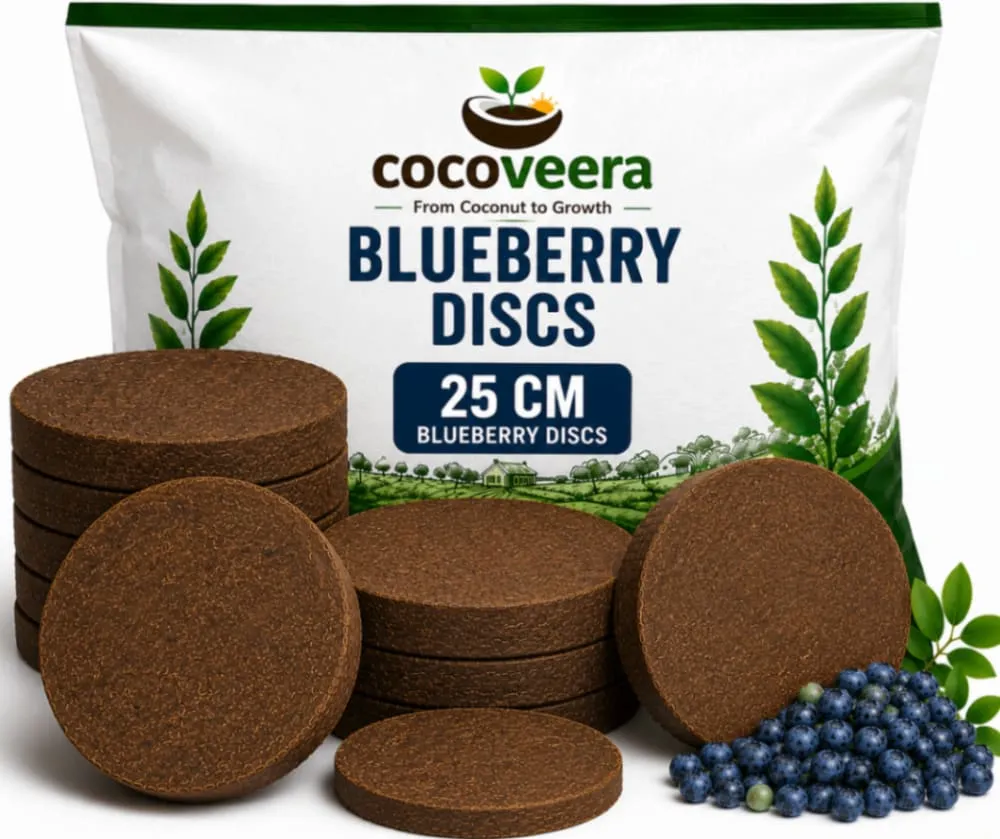 cocoveera
From Coconut to Growth
BLUEBERRY
DISCS
25 CM
BLUEBERRY DISCS